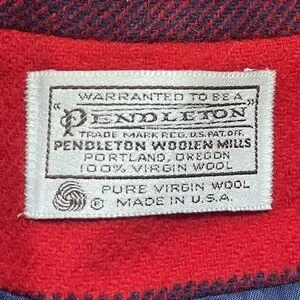 WARRANTED TO BE A
"PENDLETON"
TRADE MARK REG. U.S. PAT. OFF.
PENDLETON WOOLEN MILLS
PORTLAND, OREGON
100% VIRGIN WOOL
PURE VIRGIN WOOL
® MADE IN U.S.A.